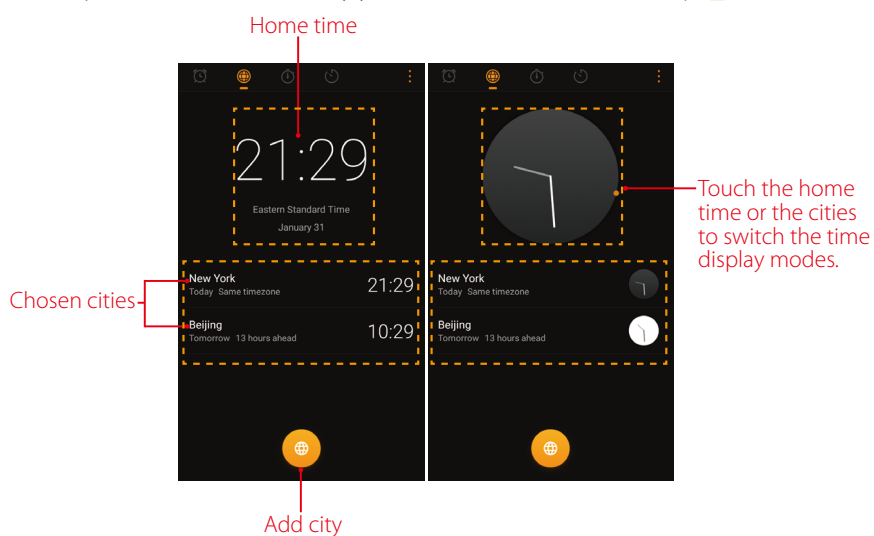 Home time
21:29
Eastern Standard Time
January 31
New York
Today Same timezone
21:29
Beijing
Tomorrow 13 hours ahead
10:29
Chosen cities
Add city
New York
Today Same timezone
Beijing
Tomorrow 13 hours ahead
Touch the home
time or the cities
to switch the time
display modes.